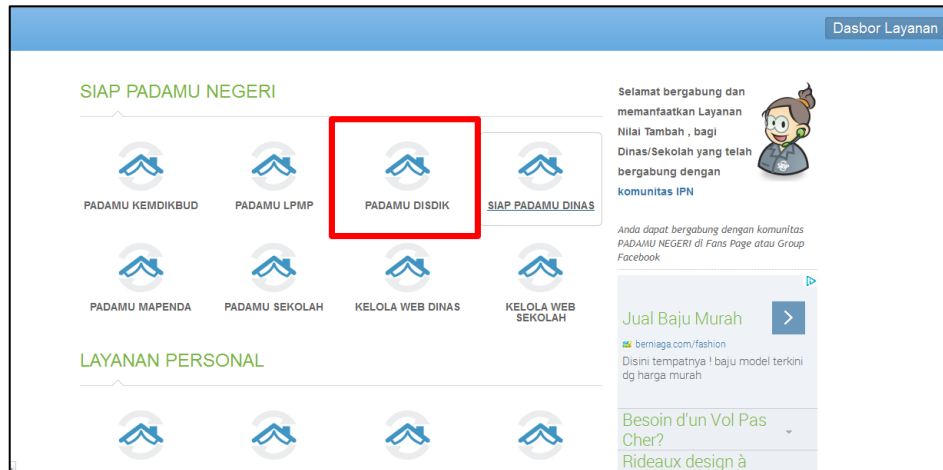 Dasbor Layanan
SIAP PADAMU NEGERI
PADAMU KEMDIKBUD
PADAMU LPMP
PADAMU DISDIK
SIAP PADAMU DINAS
PADAMU MAPENDA
PADAMU SEKOLAH
KELOLA WEB DINAS
KELOLA WEB
SEKOLAH
LAYANAN PERSONAL
Selamat bergabung dan
memanfaatkan Layanan
Nilai Tambah , bagi
Dinas/Sekolah yang telah
bergabung dengan
komunitas IPN
Anda dapat bergabung dengan komunitas
PADAMU NEGERI di Fans Page atau Group
Facebook
Jual Baju Murah
berniaga.com/fashion
Disini tempatnya ! baju model terkini
dg harga murah
Besoin d'un Vol Pas
Cher?
Rideaux design à